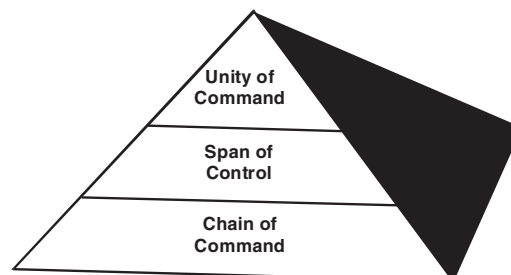 Unity of
Command
Span of
Control
Chain of
Command